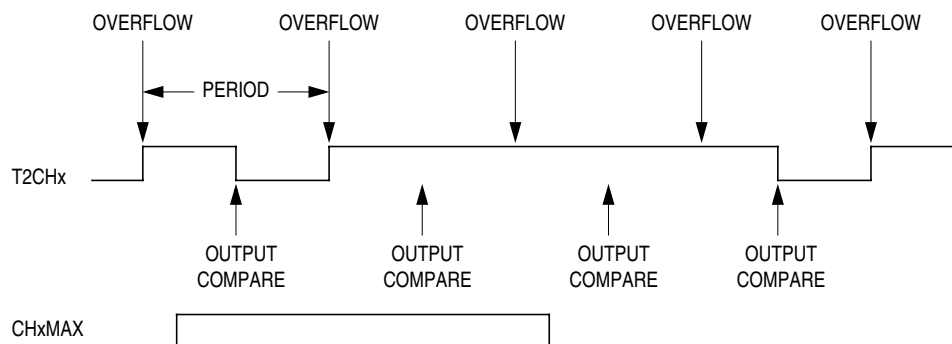 OVERFLOW OVERFLOW OVERFLOW OVERFLOW OVERFLOW
PERIOD
T2CHx
OUTPUT COMPARE
OUTPUT COMPARE
OUTPUT COMPARE
OUTPUT COMPARE
CHxMAX